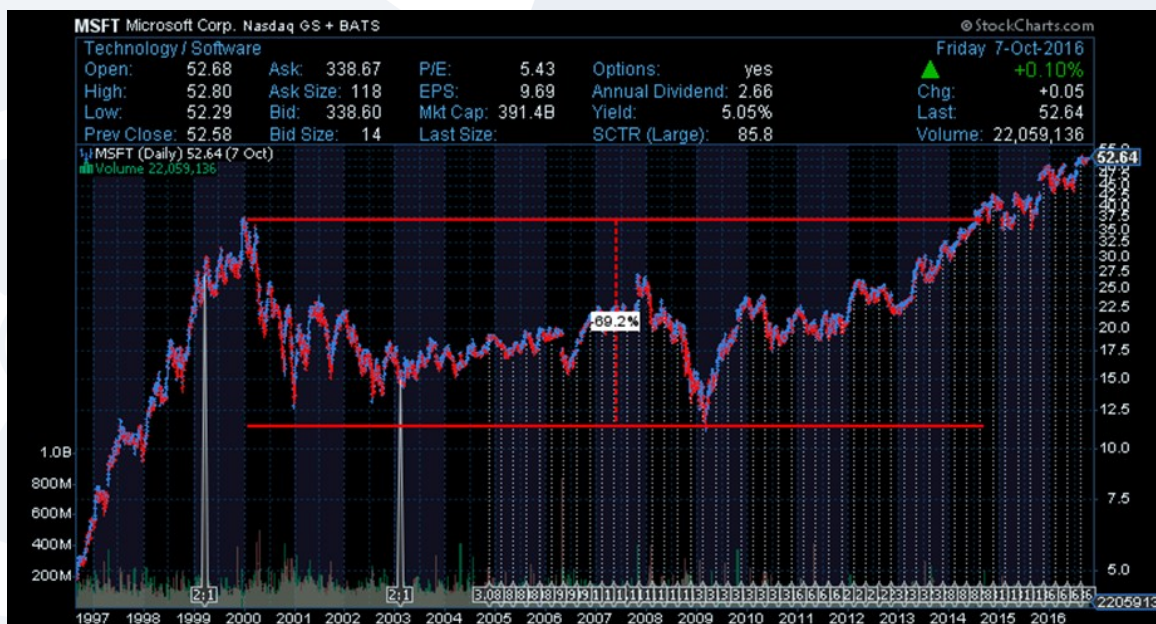 MSFT Microsoft Corp. Nasdaq GS + BATS © StockCharts.com
Technology / Software Friday 7-Oct-2016
Open: 52.68 Ask: 338.67 P/E: 5.43 Options: yes +0.10%
High: 52.80 Ask Size: 118 EPS: 9.69 Annual Dividend: 2.66 Chg: +0.05
Low: 52.29 Bid: 338.60 Mkt Cap: 391.4B Yield: 5.05% Last: 52.64
Prev Close: 52.58 Bid Size: 14 Last Size: SCTR (Large): 85.8 Volume: 22,059,136
MSFT (Daily) 52.64 (7 Oct)
Volume 22,059,136
52.64
45.0
40.0
37.5
35.0
32.5
30.0
27.5
25.0
22.5
20.0
-69.2%
17.5
15.0
12.5
10.0
1.0B
800M
7.5
600M
400M
200M
5.0
2:1 2:1
2205913
1997 1998 1999 2000 2001 2002 2003 2004 2005 2006 2007 2008 2009 2010 2011 2012 2013 2014 2015 2016